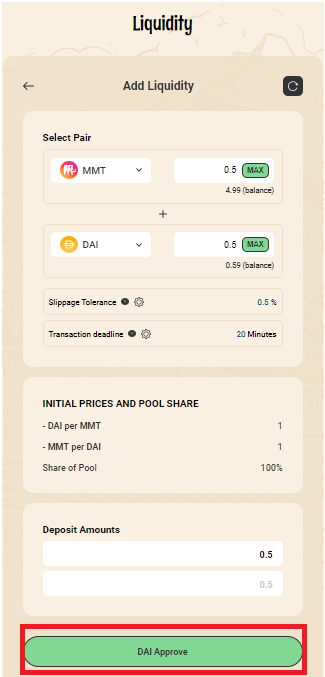 Liquidity
Add Liquidity
Select Pair
MMT
0.5 MAX
4.99 (balance)
+
DAI
0.5 MAX
0.59 (balance)
Slippage Tolerance 0.5 %
Transaction deadline 20 Minutes
INITIAL PRICES AND POOL SHARE
- DAI per MMT 1
- MMT per DAI 1
Share of Pool 100%
Deposit Amounts
0.5
0.5
DAI Approve